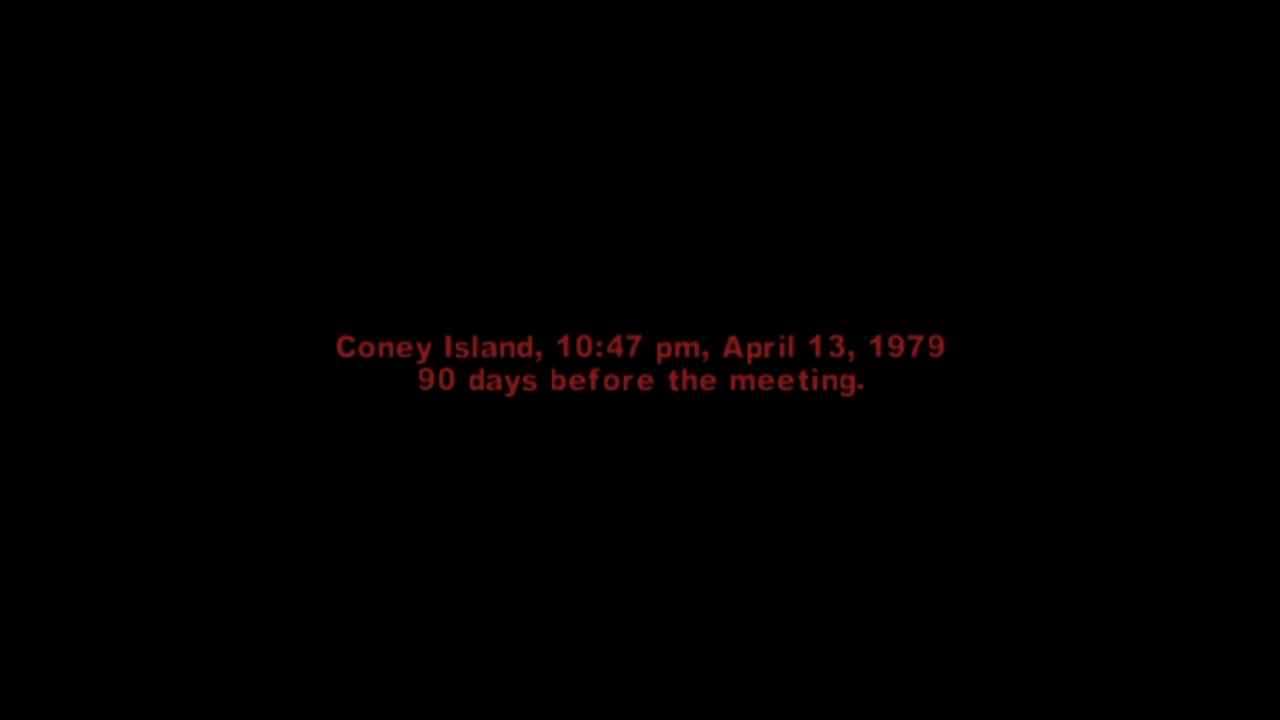 Coney Island, 10:47 pm, April 13, 1979
90 days before the meeting.